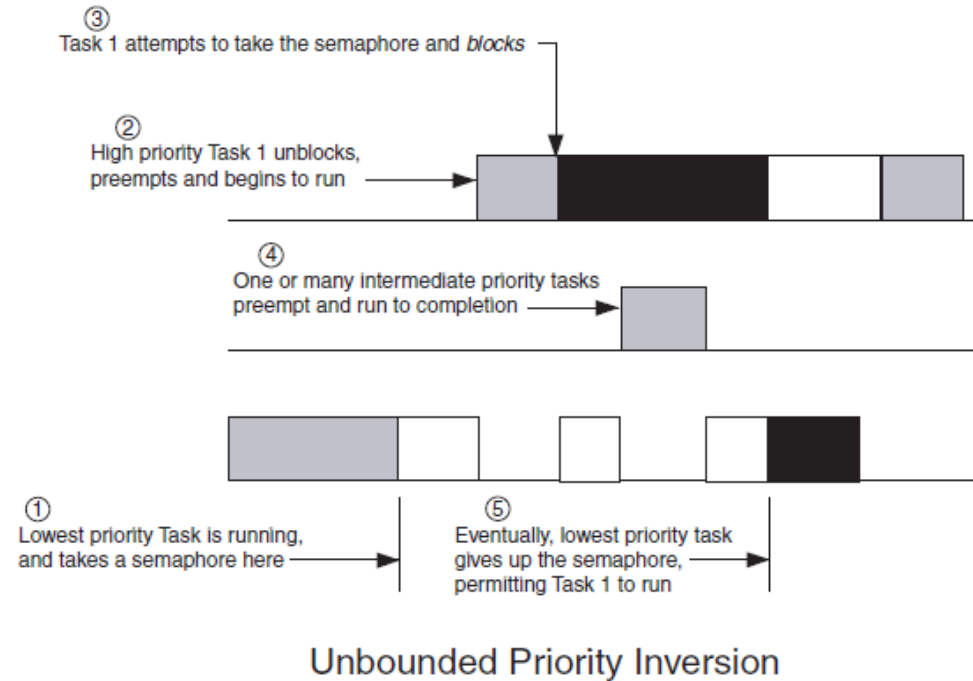 ③
Task 1 attempts to take the semaphore and blocks
②
High priority Task 1 unblocks,
preempts and begins to run
④
One or many intermediate priority tasks
preempt and run to completion
①
Lowest priority Task is running,
and takes a semaphore here
⑤
Eventually, lowest priority task
gives up the semaphore,
permitting Task 1 to run
Unbounded Priority Inversion